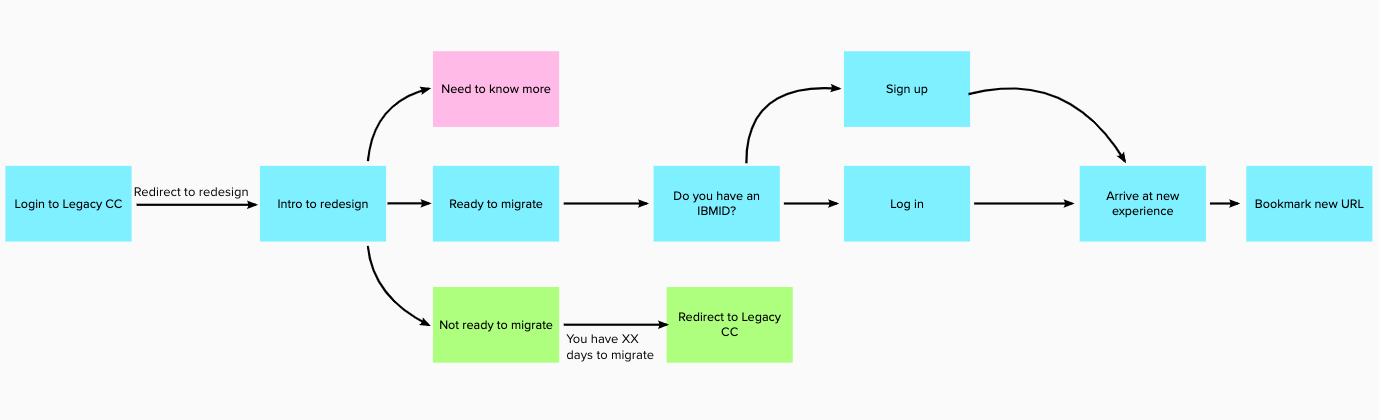 Need to know more
Sign up
Login to Legacy CC
Redirect to redesign
Intro to redesign
Ready to migrate
Do you have an
IBMID?
Log in
Arrive at new
experience
Bookmark new URL
Not ready to migrate
You have XX
days to migrate
Redirect to Legacy
CC